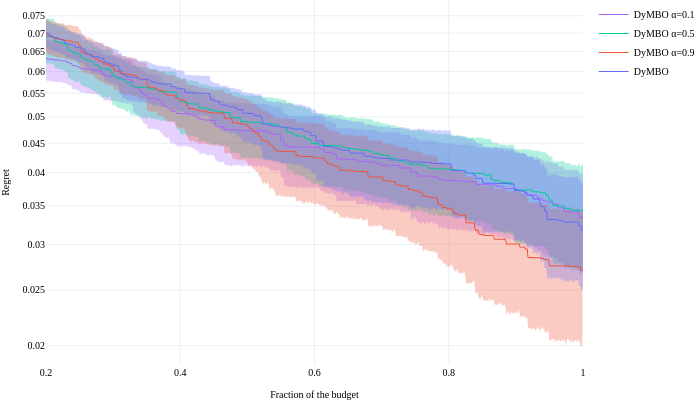 0.075
0.07
0.065
0.06
0.055
0.05
0.045
0.04
0.035
0.03
0.025
0.02
Regret
0.2 0.4 0.6 0.8 1
Fraction of the budget
DyMBO α=0.1
DyMBO α=0.5
DyMBO α=0.9
DyMBO